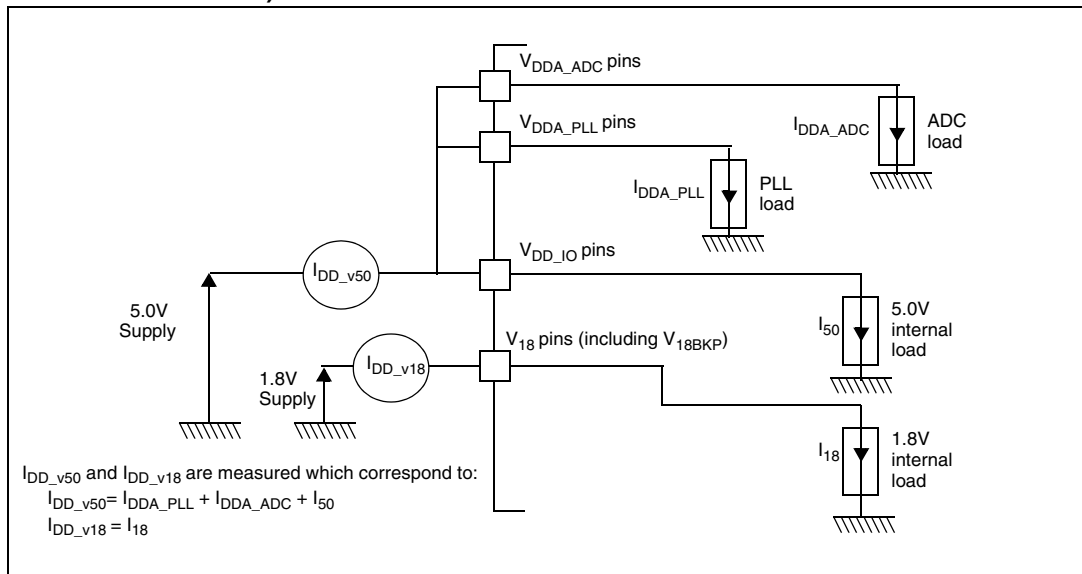 V_DDA_ADC pins
I_DDA_ADC
ADC
load
V_DDA_PLL pins
I_DDA_PLL
PLL
load
V_DD_IO pins
I_DD_v50
5.0V
Supply
I_50
5.0V
internal
load
V_18 pins (including V_18BKP)
I_DD_v18
1.8V
Supply
I_18
1.8V
internal
load
I_DD_v50 and I_DD_v18 are measured which correspond to:
I_DD_v50= I_DDA_PLL + I_DDA_ADC + I_50
I_DD_v18 = I_18